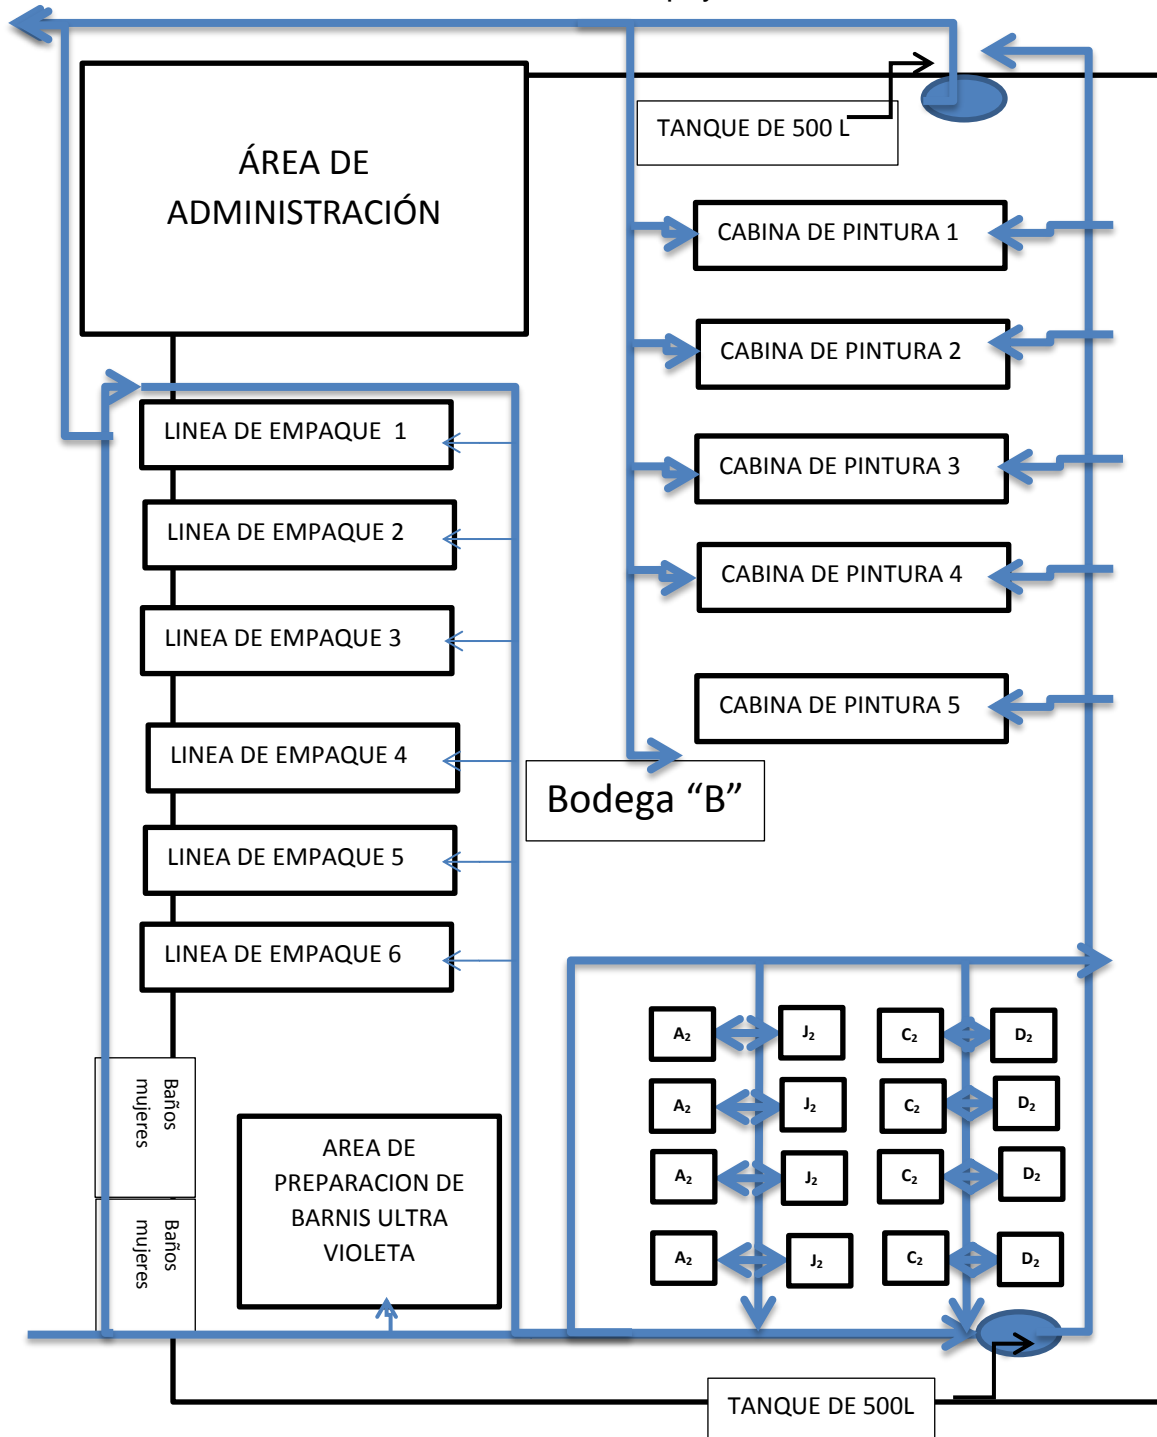 TANQUE DE 500 L
ÁREA DE
ADMINISTRACIÓN
CABINA DE PINTURA 1
CABINA DE PINTURA 2
CABINA DE PINTURA 3
CABINA DE PINTURA 4
CABINA DE PINTURA 5
LINEA DE EMPAQUE 1
LINEA DE EMPAQUE 2
LINEA DE EMPAQUE 3
LINEA DE EMPAQUE 4
LINEA DE EMPAQUE 5
LINEA DE EMPAQUE 6
Bodega “B”
A₂ J₂ C₂ D₂
A₂ J₂ C₂ D₂
A₂ J₂ C₂ D₂
A₂ J₂ C₂ D₂
Baños
mujeres
Baños
mujeres
AREA DE
PREPARACION DE
BARNIS ULTRA
VIOLETA
TANQUE DE 500L